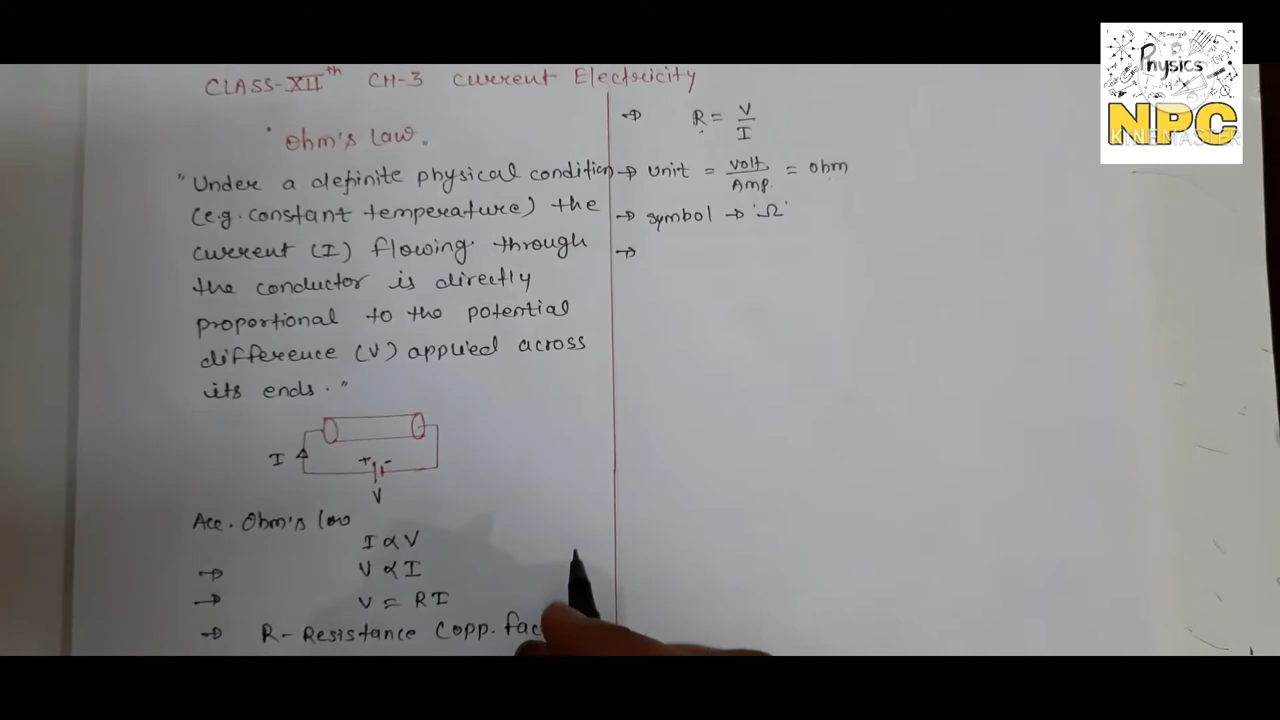 CLASS-XIIth CH-3 Current Electricity
Ohm's law.
"Under a definite physical condition
(e.g. constant temperature) the
current (I) flowing through
the conductor is directly
proportional to the potential
difference (V) applied across
its ends."
I
+ -
V
Acc. Ohm's law
I ∝ V
→ V ∝ I
→ V = RI
→ R - Resistance (opp. fac
→ R = V/I
→ unit = volt/Amp. = ohm
→ symbol → 'Ω'
→
Physics
NPC
KINEMASTER